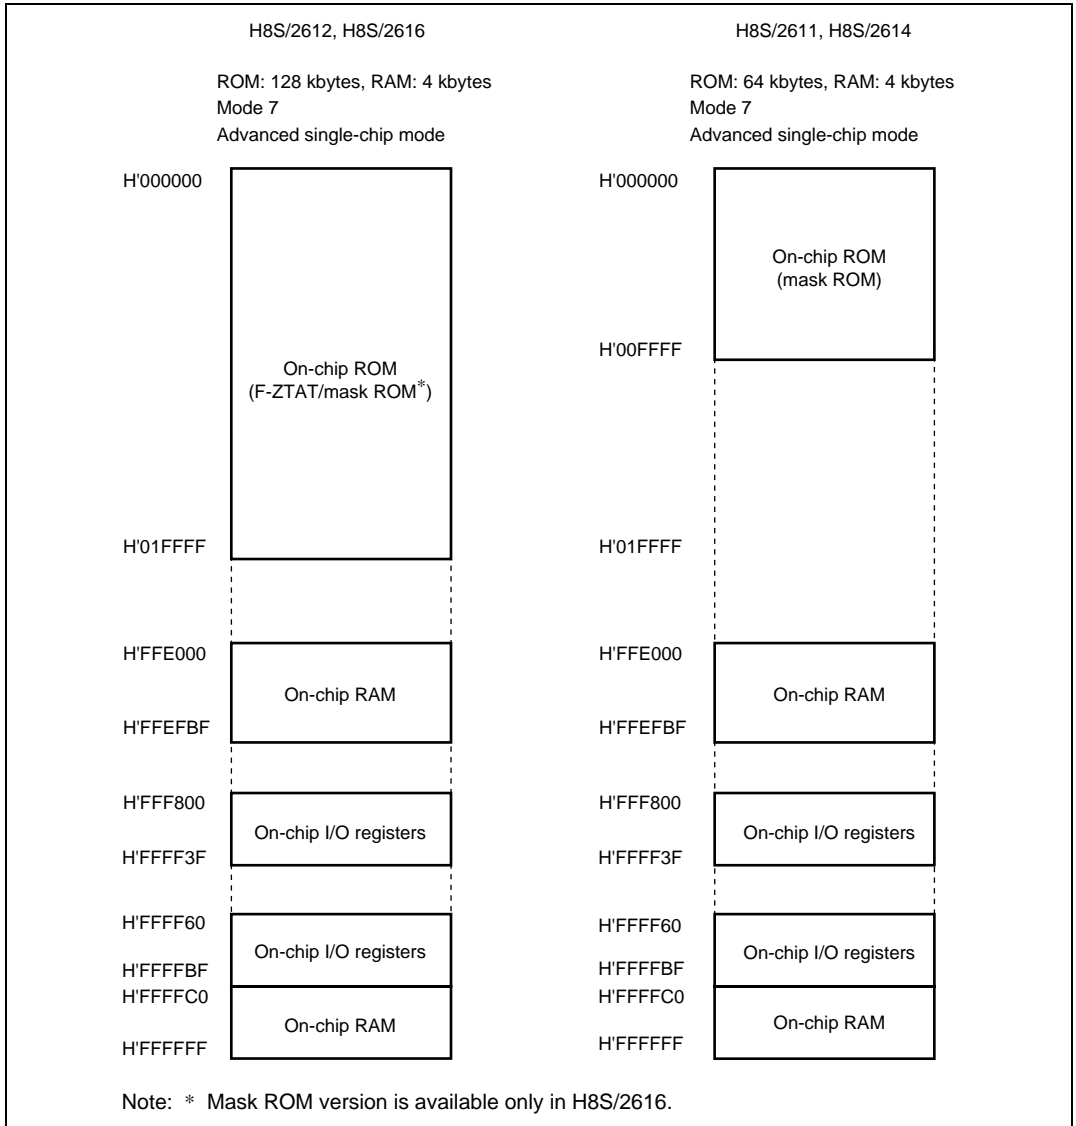 H8S/2612, H8S/2616
ROM: 128 kbytes, RAM: 4 kbytes
Mode 7
Advanced single-chip mode
H'000000
On-chip ROM
(F-ZTAT/mask ROM*)
H'01FFFF
H'FFE000
On-chip RAM
H'FFEFBF
H'FFF800
On-chip I/O registers
H'FFFF3F
H'FFFF60
On-chip I/O registers
H'FFFFBF
H'FFFFC0
On-chip RAM
H'FFFFFF
H8S/2611, H8S/2614
ROM: 64 kbytes, RAM: 4 kbytes
Mode 7
Advanced single-chip mode
H'000000
On-chip ROM
(mask ROM)
H'00FFFF
H'01FFFF
H'FFE000
On-chip RAM
H'FFEFBF
H'FFF800
On-chip I/O registers
H'FFFF3F
H'FFFF60
On-chip I/O registers
H'FFFFBF
H'FFFFC0
On-chip RAM
H'FFFFFF
Note: * Mask ROM version is available only in H8S/2616.